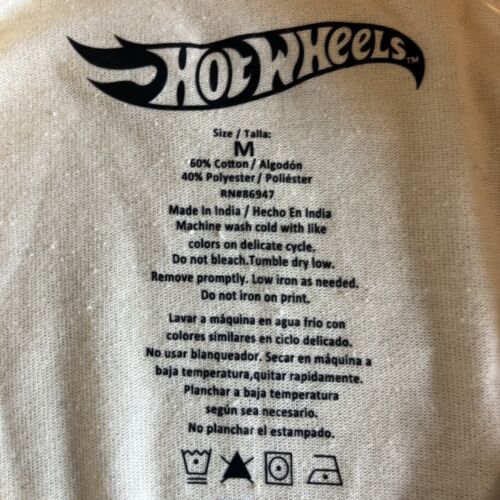 HOT WHEELS™
Size / Talla:
M
60% Cotton / Algodón
40% Polyester / Poliéster
RN#86947
Made In India / Hecho En India
Machine wash cold with like
colors on delicate cycle.
Do not bleach.Tumble dry low.
Remove promptly. Low iron as needed.
Do not iron on print.
Lavar a máquina en agua frio con
colores similares en ciclo delicado.
No usar blanqueador. Secar en máquina a
baja temperatura,quitar rapidamente.
Planchar a baja temperatura
según sea necesario.
No planchar el estampado.